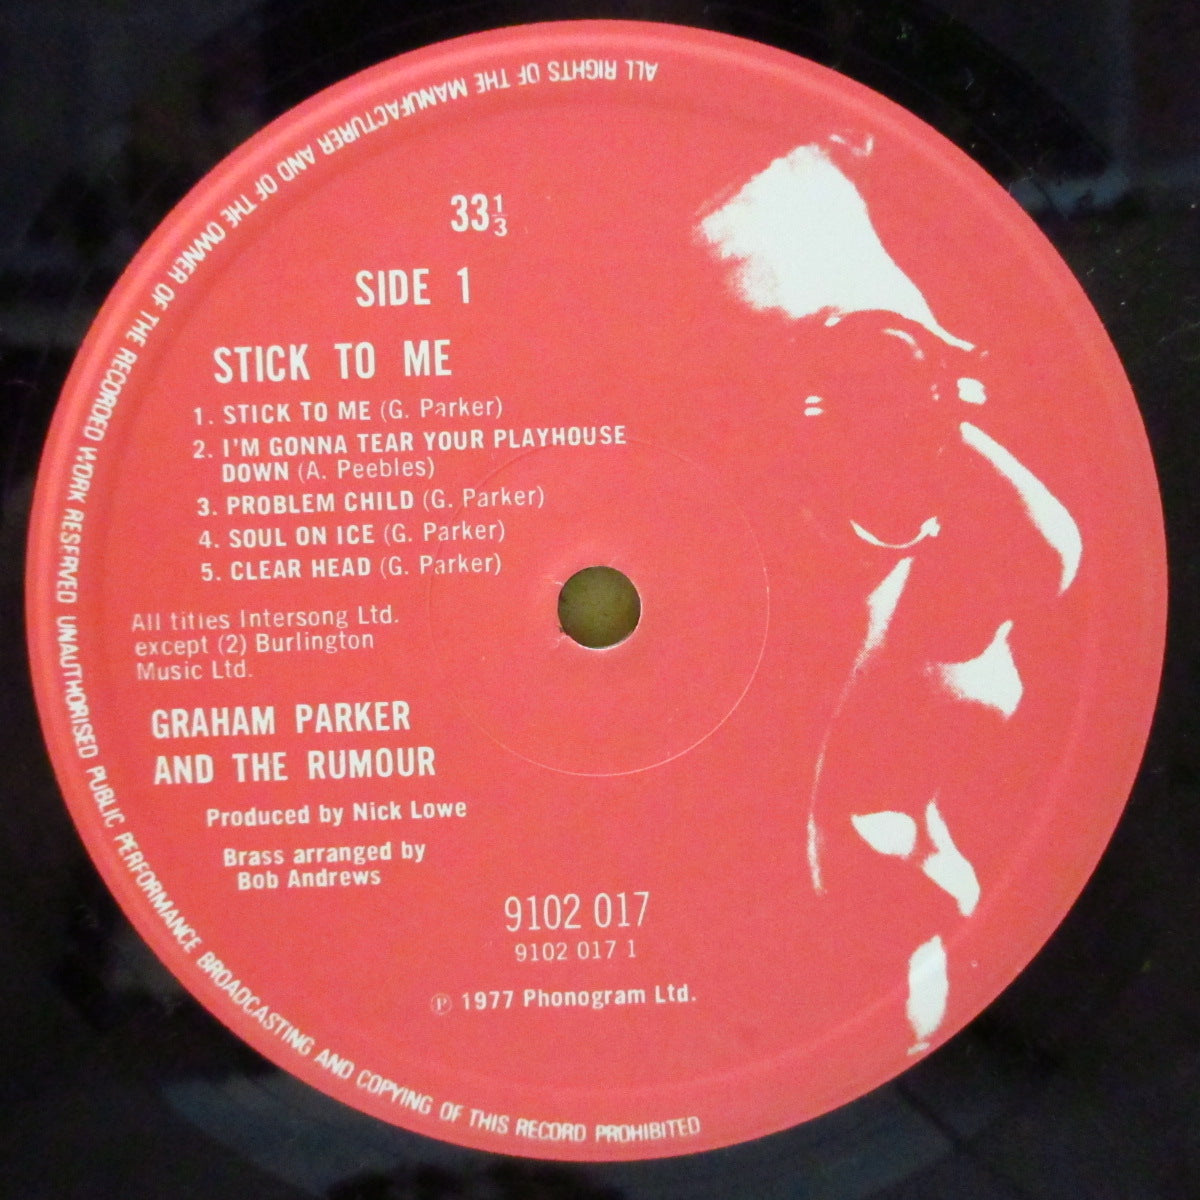 ALL RIGHTS OF THE MANUFACTURER AND OF THE OWNER OF THE RECORDED WORK RESERVED UNAUTHORISED PUBLIC PERFORMANCE BROADCASTING AND COPYING OF THIS RECORD PROHIBITED
33 1/3
SIDE 1
STICK TO ME
1. STICK TO ME (G. Parker)
2. I'M GONNA TEAR YOUR PLAYHOUSE
DOWN (A. Peebles)
3. PROBLEM CHILD (G. Parker)
4. SOUL ON ICE (G. Parker)
5. CLEAR HEAD (G. Parker)
All titles Intersong Ltd.
except (2) Burlington
Music Ltd.
GRAHAM PARKER
AND THE RUMOUR
Produced by Nick Lowe
Brass arranged by
Bob Andrews
9102 017
9102 017 1
℗ 1977 Phonogram Ltd.